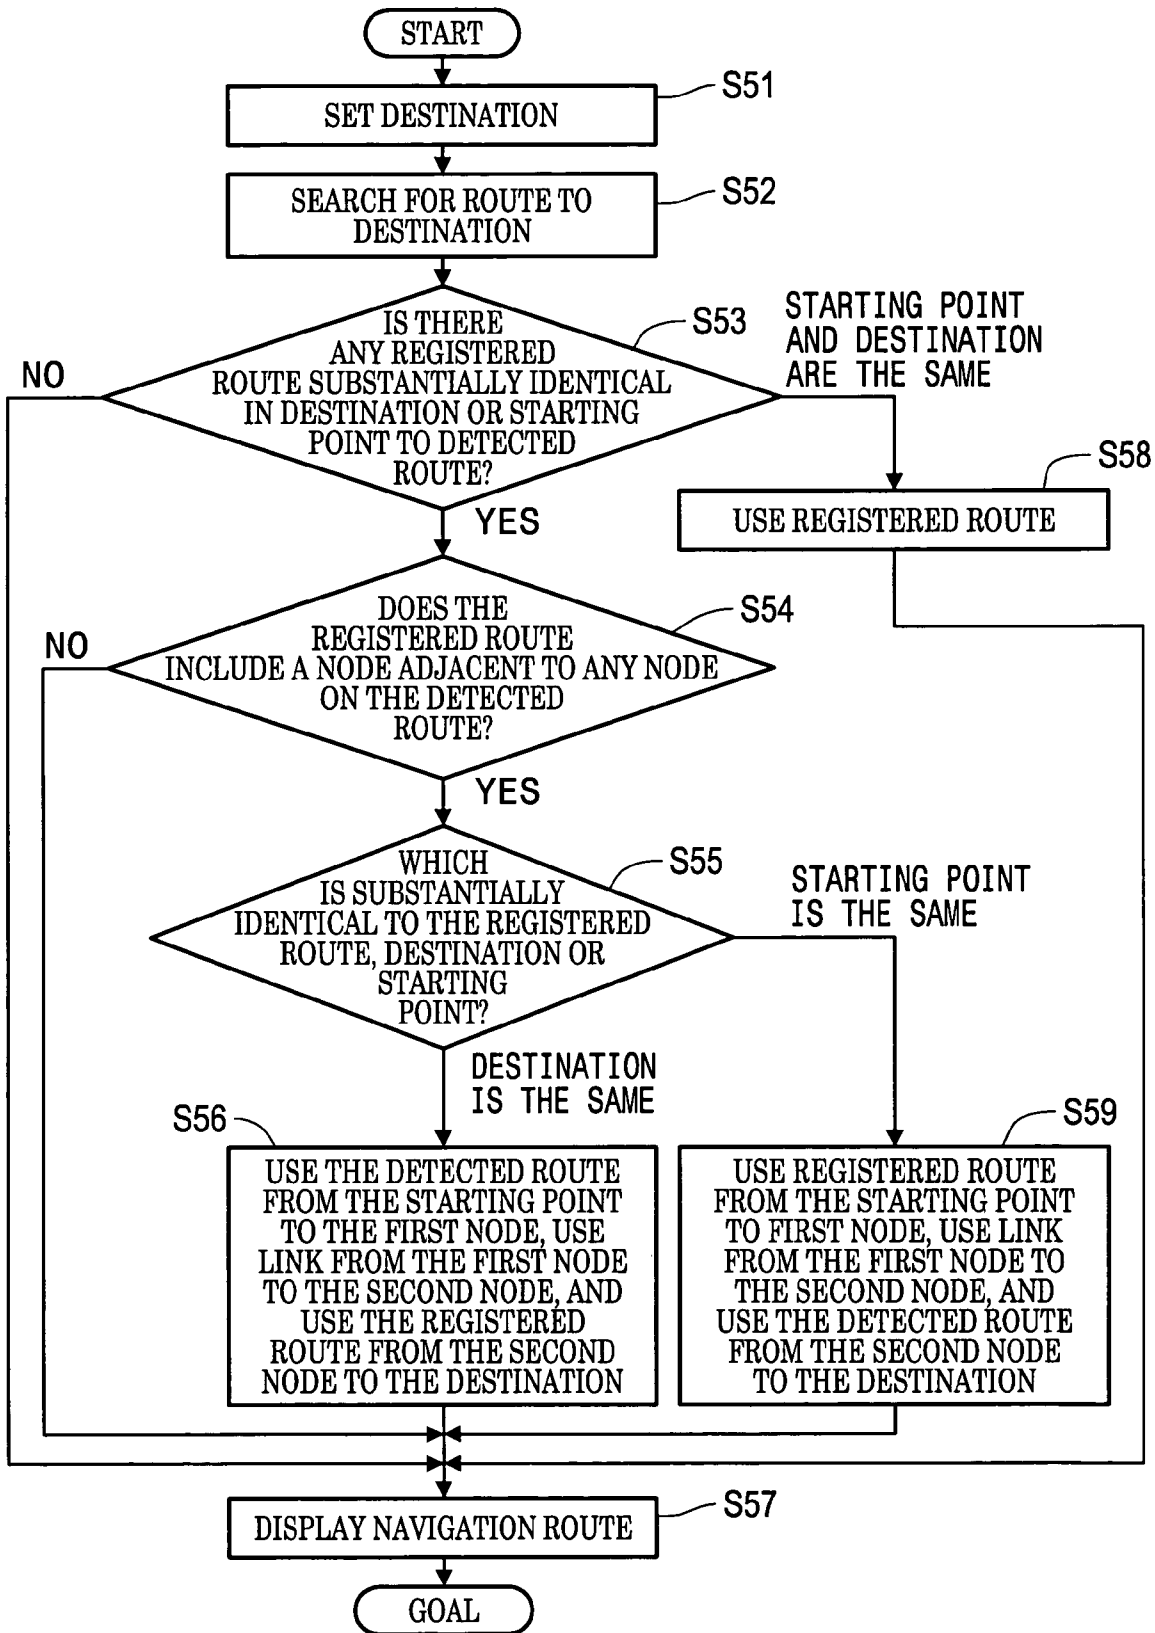 START
S51
SET DESTINATION
S52
SEARCH FOR ROUTE TO
DESTINATION
S53
IS THERE
ANY REGISTERED
ROUTE SUBSTANTIALLY IDENTICAL
IN DESTINATION OR STARTING
POINT TO DETECTED
ROUTE?
NO
STARTING POINT
AND DESTINATION
ARE THE SAME
S58
USE REGISTERED ROUTE
YES
S54
DOES THE
REGISTERED ROUTE
INCLUDE A NODE ADJACENT TO ANY NODE
ON THE DETECTED
ROUTE?
NO
YES
S55
WHICH
IS SUBSTANTIALLY
IDENTICAL TO THE REGISTERED
ROUTE, DESTINATION OR
STARTING
POINT?
STARTING POINT
IS THE SAME
DESTINATION
IS THE SAME
S56
USE THE DETECTED ROUTE
FROM THE STARTING POINT
TO THE FIRST NODE, USE
LINK FROM THE FIRST NODE
TO THE SECOND NODE, AND
USE THE REGISTERED
ROUTE FROM THE SECOND
NODE TO THE DESTINATION
S59
USE REGISTERED ROUTE
FROM THE STARTING POINT
TO FIRST NODE, USE LINK
FROM THE FIRST NODE TO
THE SECOND NODE, AND
USE THE DETECTED ROUTE
FROM THE SECOND NODE
TO THE DESTINATION
S57
DISPLAY NAVIGATION ROUTE
GOAL